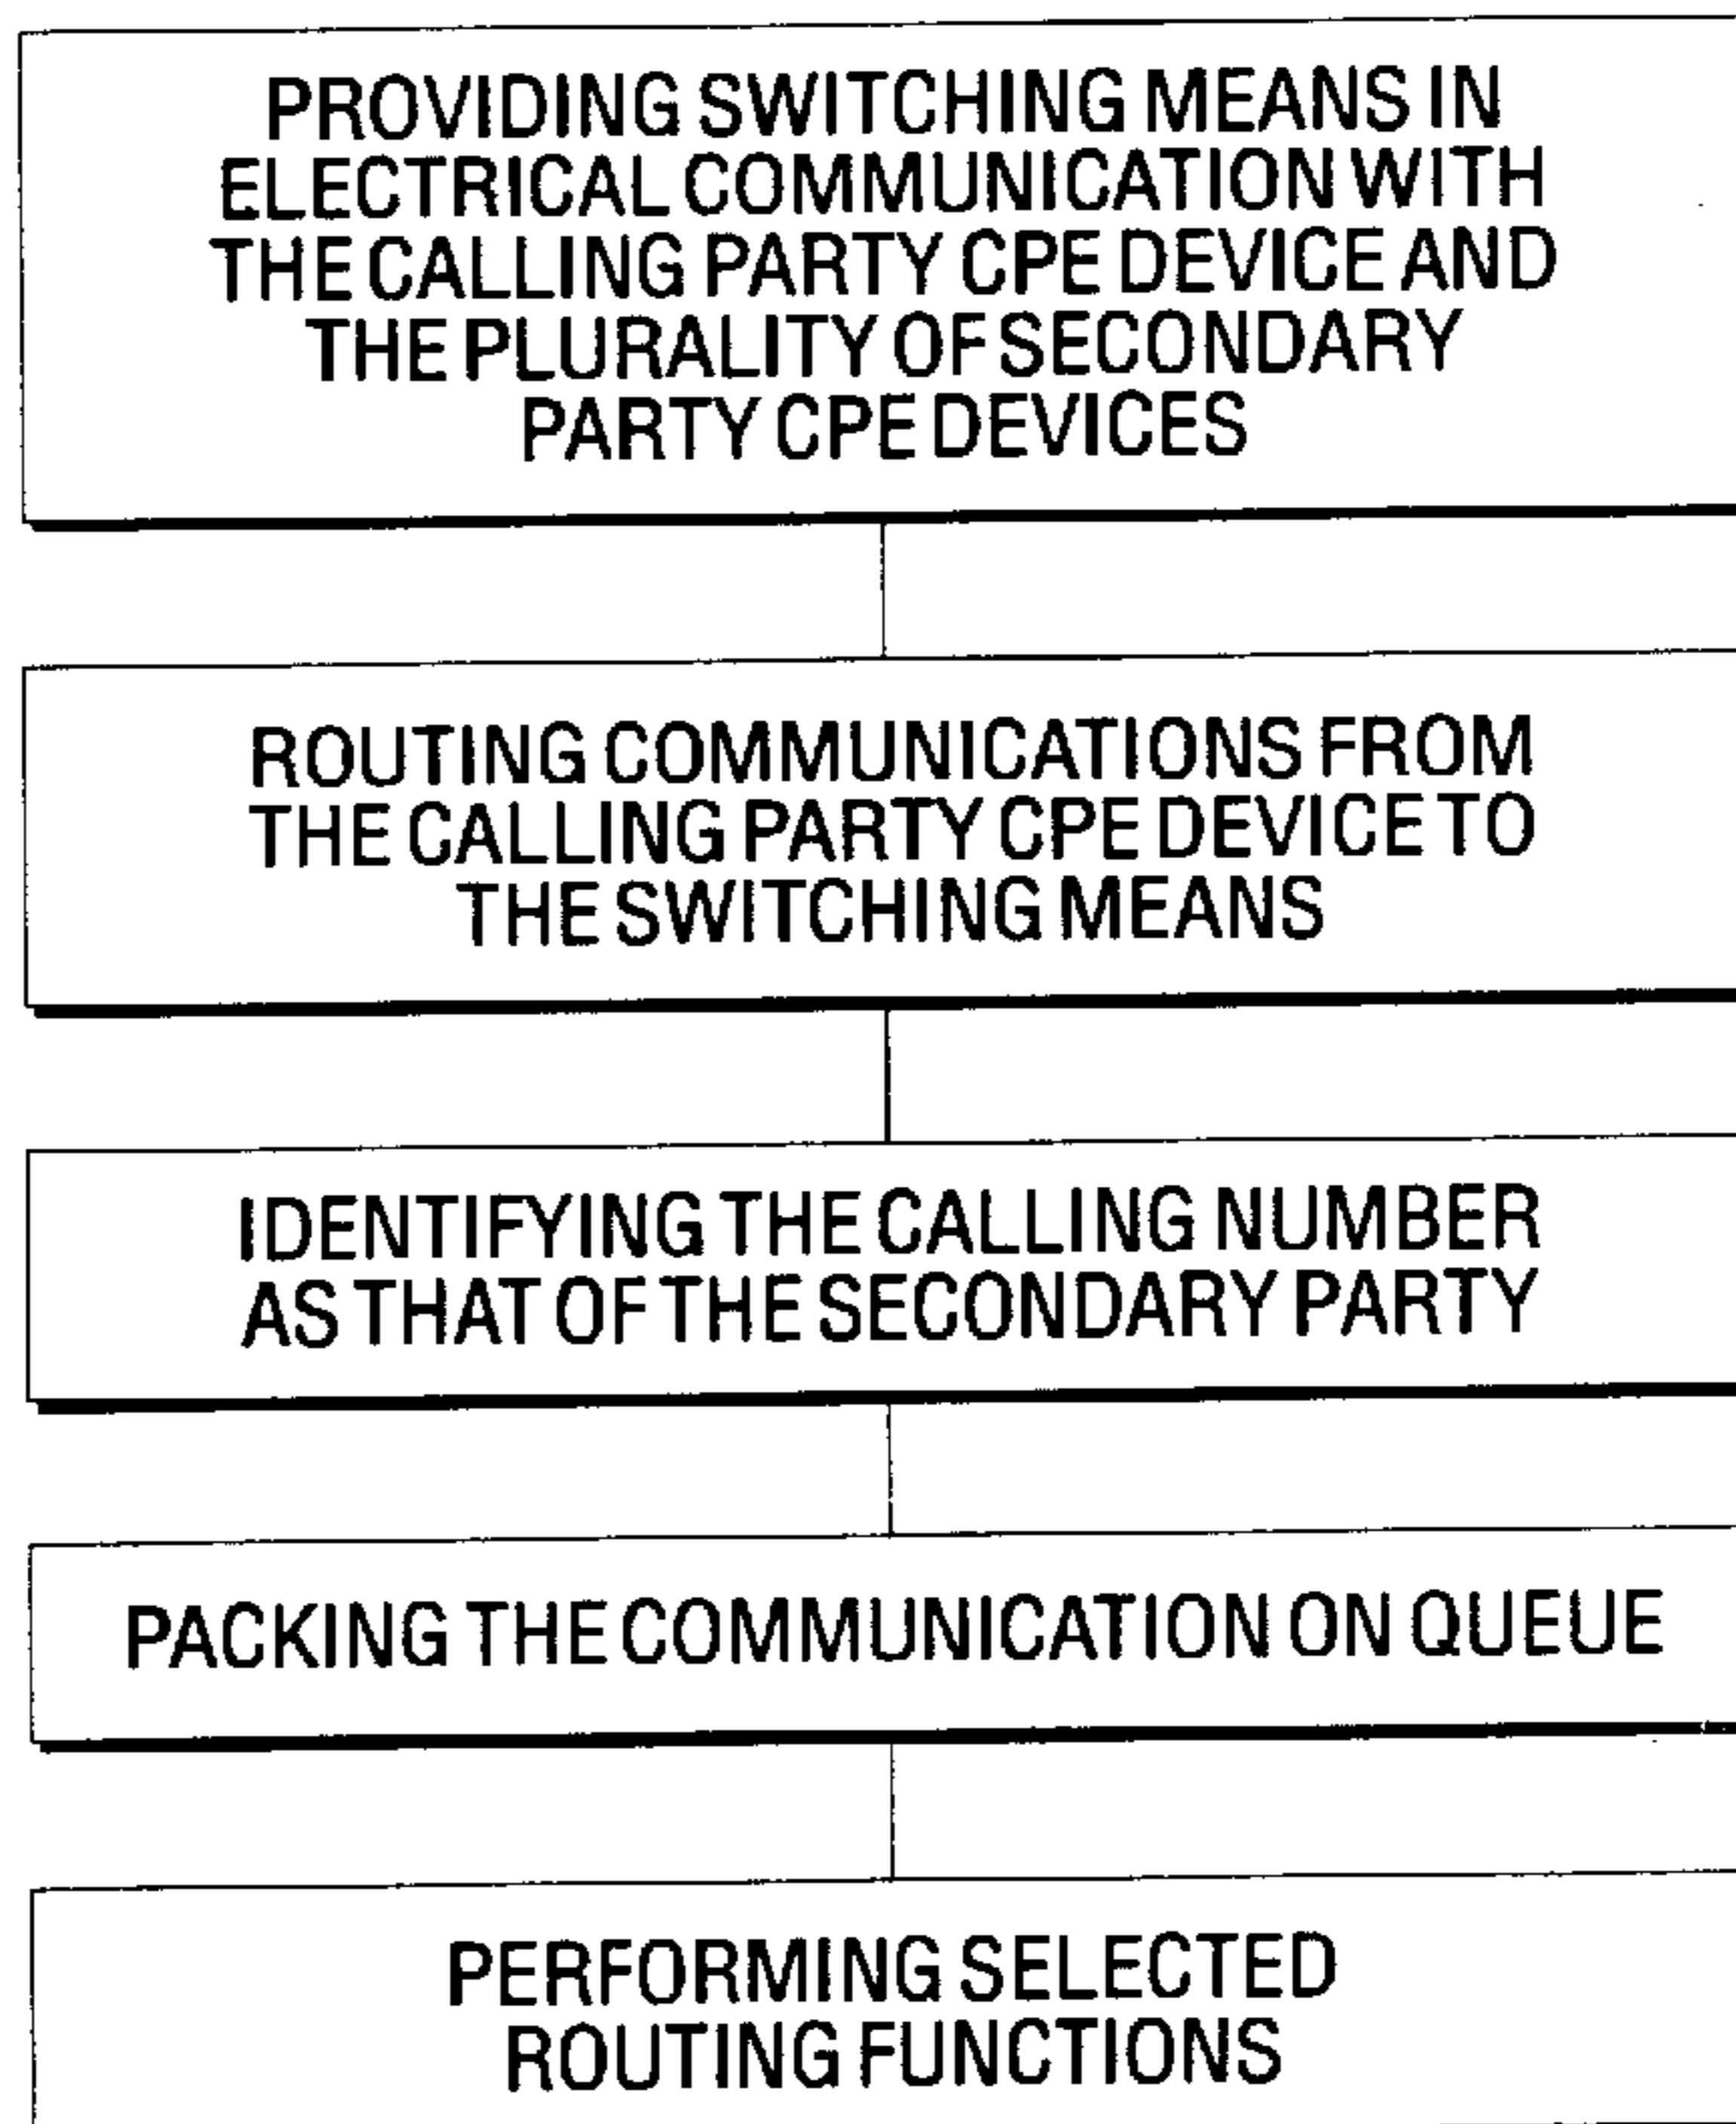 PROVIDING SWITCHING MEANS IN
ELECTRICAL COMMUNICATION WITH
THE CALLING PARTY CPE DEVICE AND
THE PLURALITY OF SECONDARY
PARTY CPE DEVICES
ROUTING COMMUNICATIONS FROM
THE CALLING PARTY CPE DEVICE TO
THE SWITCHING MEANS
IDENTIFYING THE CALLING NUMBER
AS THAT OF THE SECONDARY PARTY
PACKING THE COMMUNICATION ON QUEUE
PERFORMING SELECTED
ROUTING FUNCTIONS